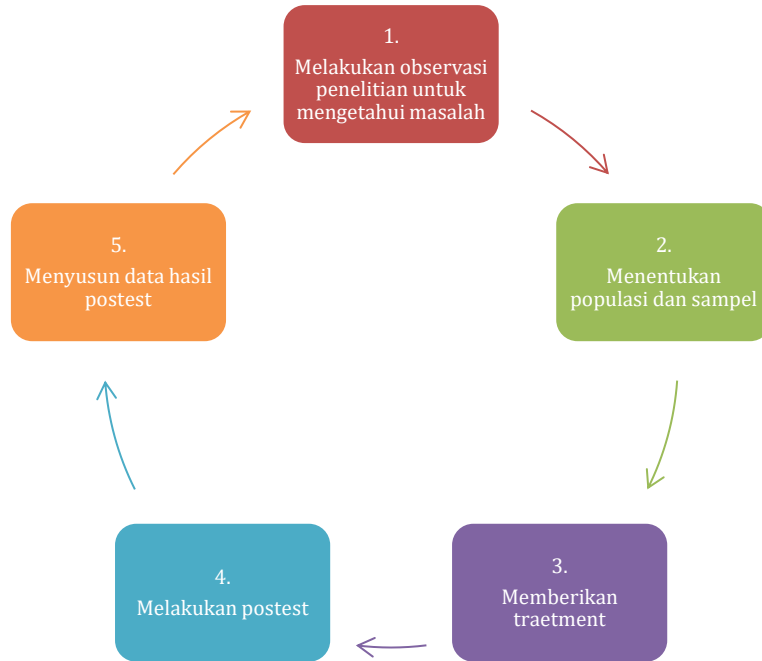 1.
Melakukan observasi
penelitian untuk
mengetahui masalah
2.
Menentukan
populasi dan sampel
3.
Memberikan
traetment
4.
Melakukan postest
5.
Menyusun data hasil
postest